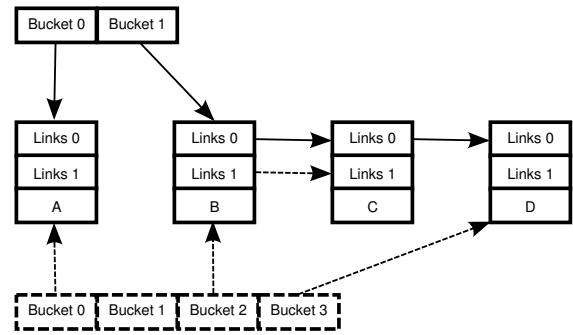 Bucket 0 Bucket 1
Links 0 Links 0 Links 0 Links 0
Links 1 Links 1 Links 1 Links 1
A B C D
Bucket 0 Bucket 1 Bucket 2 Bucket 3